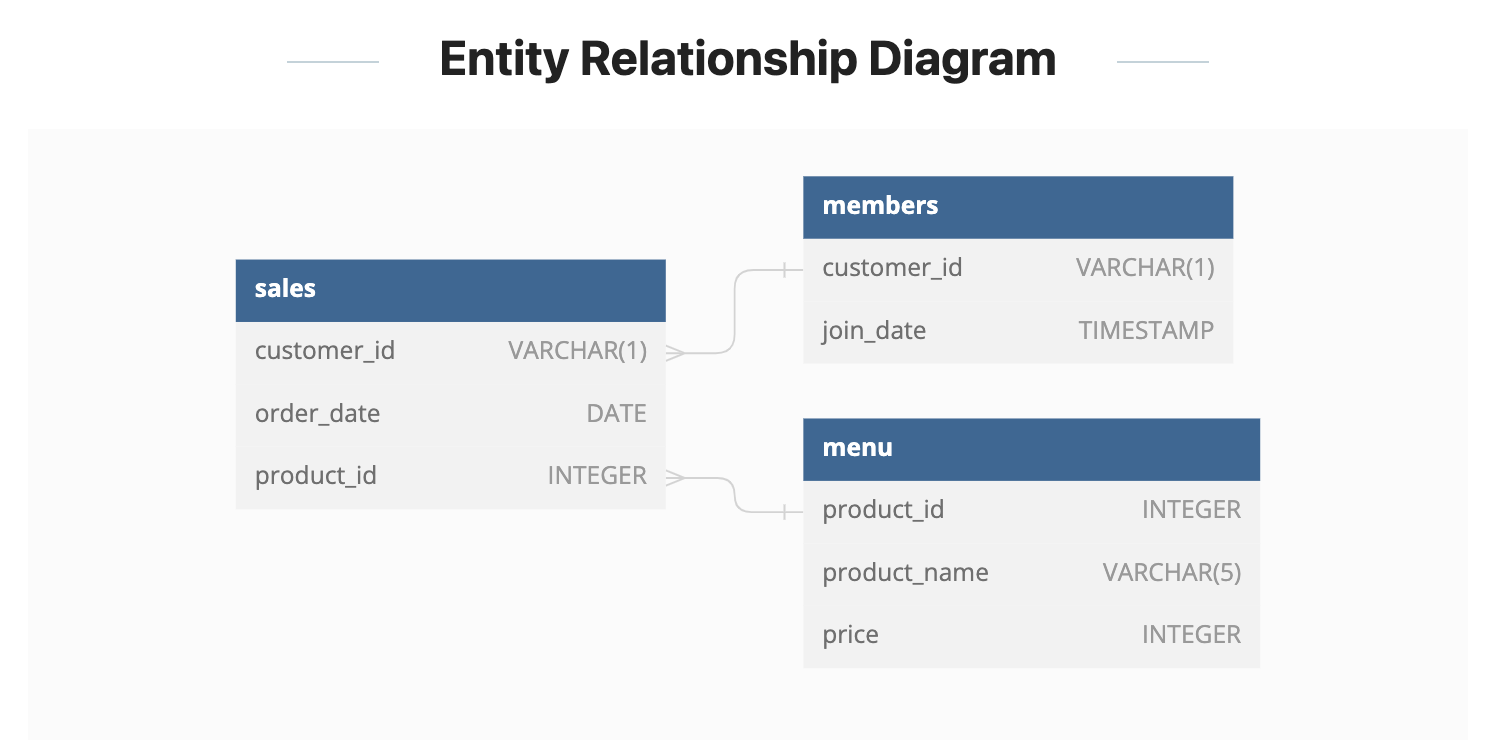 Entity Relationship Diagram
sales
customer_id VARCHAR(1)
order_date DATE
product_id INTEGER
members
customer_id VARCHAR(1)
join_date TIMESTAMP
menu
product_id INTEGER
product_name VARCHAR(5)
price INTEGER